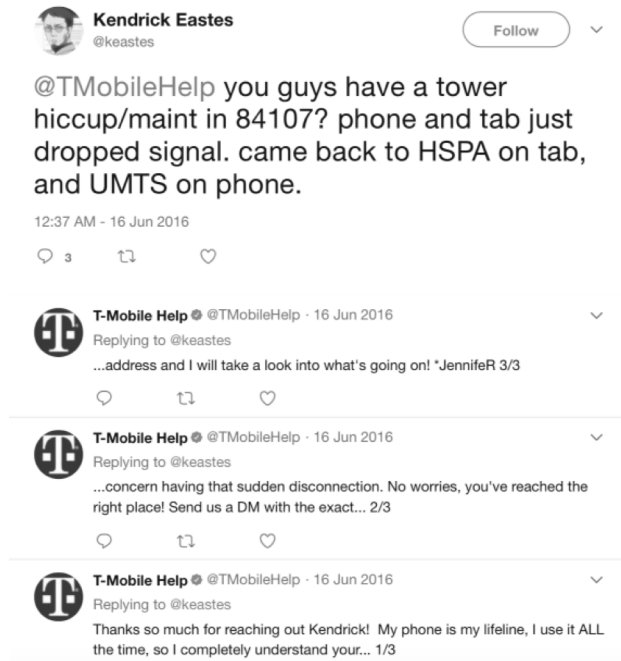 Kendrick Eastes
@keastes
Follow
@TMobileHelp you guys have a tower
hiccup/maint in 84107? phone and tab just
dropped signal. came back to HSPA on tab,
and UMTS on phone.
12:37 AM - 16 Jun 2016
3
T-Mobile Help @TMobileHelp · 16 Jun 2016
Replying to @keastes
...address and I will take a look into what's going on! *JennifeR 3/3
T-Mobile Help @TMobileHelp · 16 Jun 2016
Replying to @keastes
...concern having that sudden disconnection. No worries, you've reached the
right place! Send us a DM with the exact... 2/3
T-Mobile Help @TMobileHelp · 16 Jun 2016
Replying to @keastes
Thanks so much for reaching out Kendrick!  My phone is my lifeline, I use it ALL
the time, so I completely understand your... 1/3